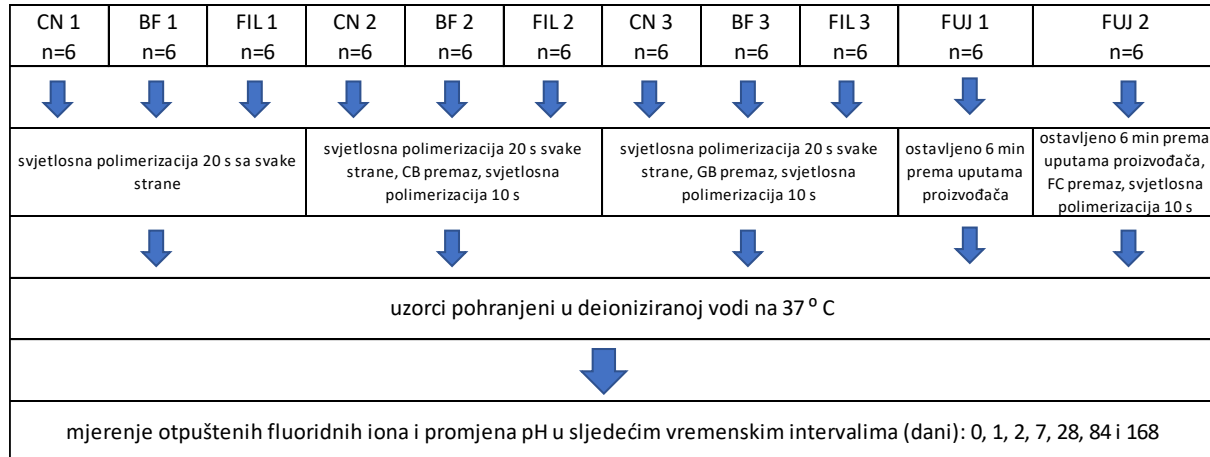 CN 1
n=6
BF 1
n=6
FIL 1
n=6
CN 2
n=6
BF 2
n=6
FIL 2
n=6
CN 3
n=6
BF 3
n=6
FIL 3
n=6
FUJ 1
n=6
FUJ 2
n=6
svjetlosna polimerizacija 20 s sa svake
strane
svjetlosna polimerizacija 20 s svake
strane, CB premaz, svjetlosna
polimerizacija 10 s
svjetlosna polimerizacija 20 s svake
strane, GB premaz, svjetlosna
polimerizacija 10 s
ostavljeno 6 min
prema uputama
proizvođača
ostavljeno 6 min prema
uputama proizvođača,
FC premaz, svjetlosna
polimerizacija 10 s
uzorci pohranjeni u deioniziranoj vodi na 37 ⁰ C
mjerenje otpuštenih fluoridnih iona i promjena pH u sljedećim vremenskim intervalima (dani): 0, 1, 2, 7, 28, 84 i 168